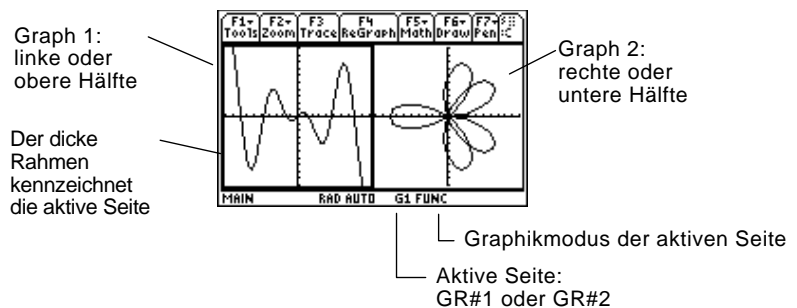 Graph 1:
linke oder
obere Hälfte
Der dicke
Rahmen
kennzeichnet
die aktive Seite
F1 Tools F2 Zoom F3 Trace F4 ReGraph F5 Math F6 Draw F7 Pen :C
MAIN RAD AUTO G1 FUNC
Graph 2:
rechte oder
untere Hälfte
Graphikmodus der aktiven Seite
Aktive Seite:
GR#1 oder GR#2